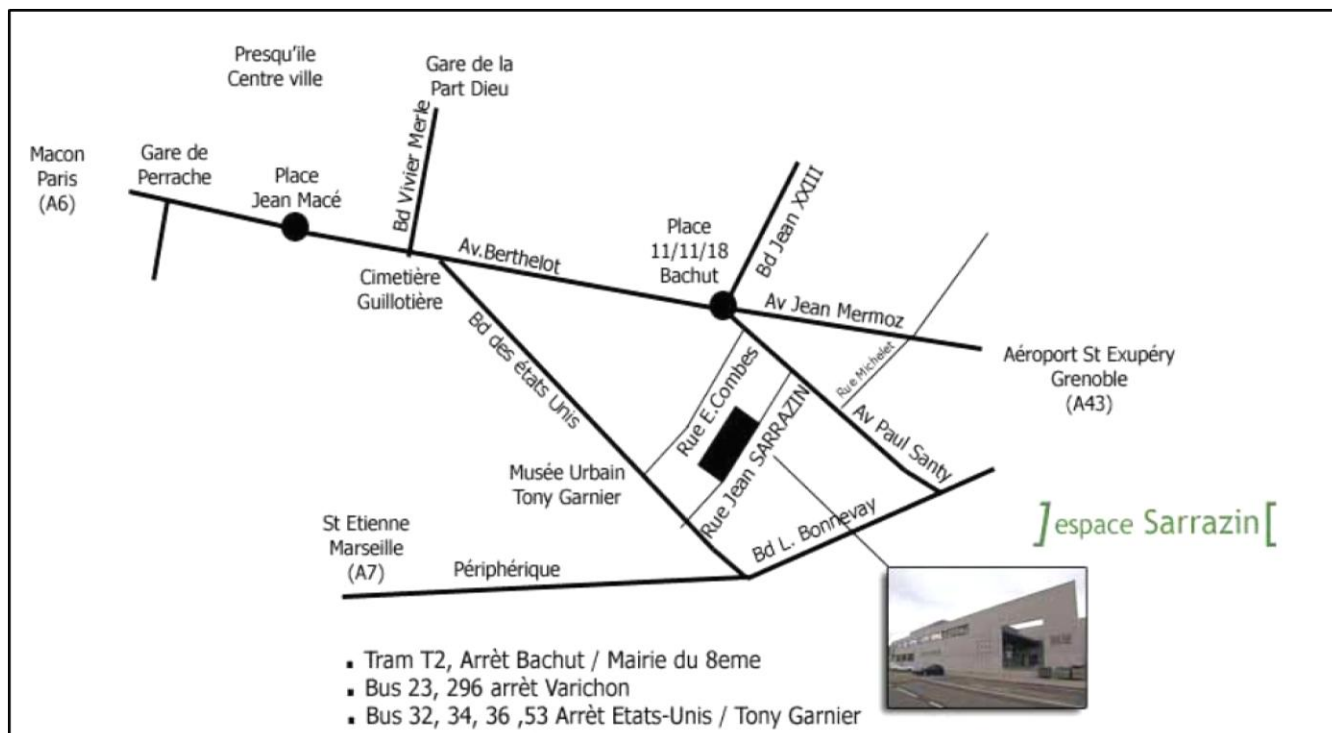 Presqu'ile
Centre ville
Gare de la
Part Dieu
Macon
Paris
(A6)
Gare de
Perrache
Place
Jean Macé
Bd Vivier Merle
Cimetière
Guillotière
Av.Berthelot
Place
11/11/18
Bachut
Bd Jean XXIII
Av Jean Mermoz
Rue Michelet
Aéroport St Exupéry
Grenoble
(A43)
Bd des états Unis
Rue E.Combes
Rue Jean SARRAZIN
Av Paul Santy
Musée Urbain
Tony Garnier
Bd L. Bonnevay
St Etienne
Marseille
(A7)
Périphérique
]espace Sarrazin[
▪ Tram T2, Arrèt Bachut / Mairie du 8eme
▪ Bus 23, 296 arrèt Varichon
▪ Bus 32, 34, 36 ,53 Arrèt Etats-Unis / Tony Garnier